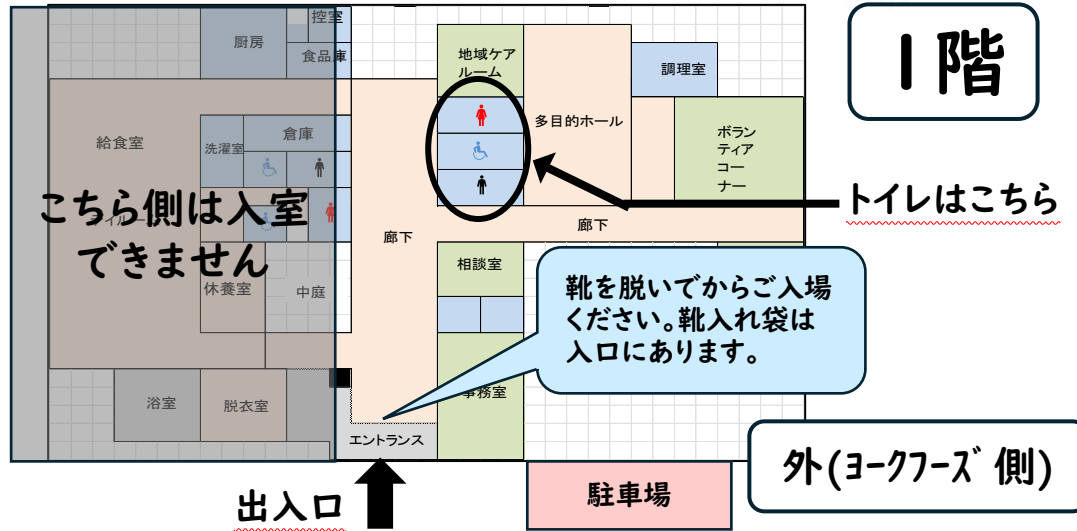 控室
厨房
食品庫
地域ケア
ルーム
調理室
1階
給食室
洗濯室
倉庫
多目的ホール
ボラン
ティア
コー
ナー
こちら側は入室
できません
トイレはこちら
廊下
廊下
相談室
休養室
中庭
靴を脱いでからご入場
ください。靴入れ袋は
入口にあります。
事務室
浴室
脱衣室
エントランス
外(ヨークフーズ側)
出入口
駐車場